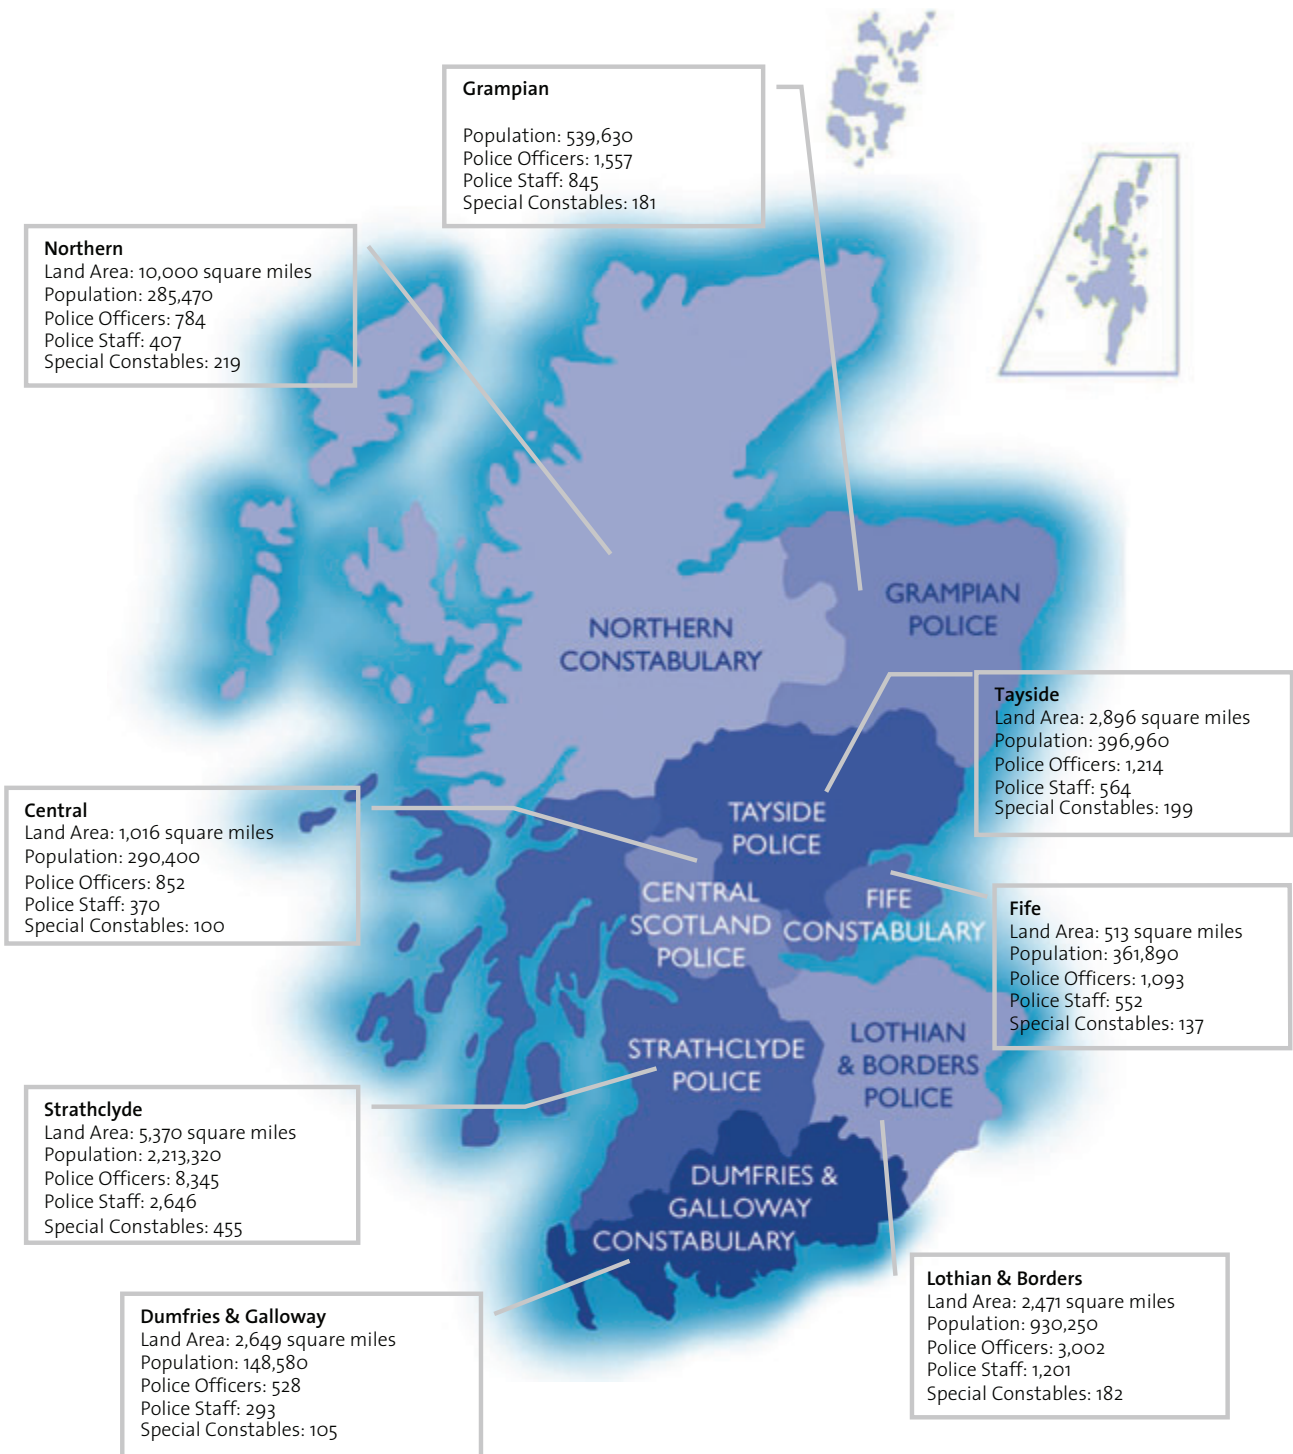 Grampian
Population: 539,630
Police Officers: 1,557
Police Staff: 845
Special Constables: 181
Northern
Land Area: 10,000 square miles
Population: 285,470
Police Officers: 784
Police Staff: 407
Special Constables: 219
GRAMPIAN
POLICE
NORTHERN
CONSTABULARY
Tayside
Land Area: 2,896 square miles
Population: 396,960
Police Officers: 1,214
Police Staff: 564
Special Constables: 199
TAYSIDE
POLICE
Central
Land Area: 1,016 square miles
Population: 290,400
Police Officers: 852
Police Staff: 370
Special Constables: 100
CENTRAL
SCOTLAND
POLICE
FIFE
CONSTABULARY
Fife
Land Area: 513 square miles
Population: 361,890
Police Officers: 1,093
Police Staff: 552
Special Constables: 137
LOTHIAN
& BORDERS
POLICE
STRATHCLYDE
POLICE
Strathclyde
Land Area: 5,370 square miles
Population: 2,213,320
Police Officers: 8,345
Police Staff: 2,646
Special Constables: 455
DUMFRIES &
GALLOWAY
CONSTABULARY
Lothian & Borders
Land Area: 2,471 square miles
Population: 930,250
Police Officers: 3,002
Police Staff: 1,201
Special Constables: 182
Dumfries & Galloway
Land Area: 2,649 square miles
Population: 148,580
Police Officers: 528
Police Staff: 293
Special Constables: 105